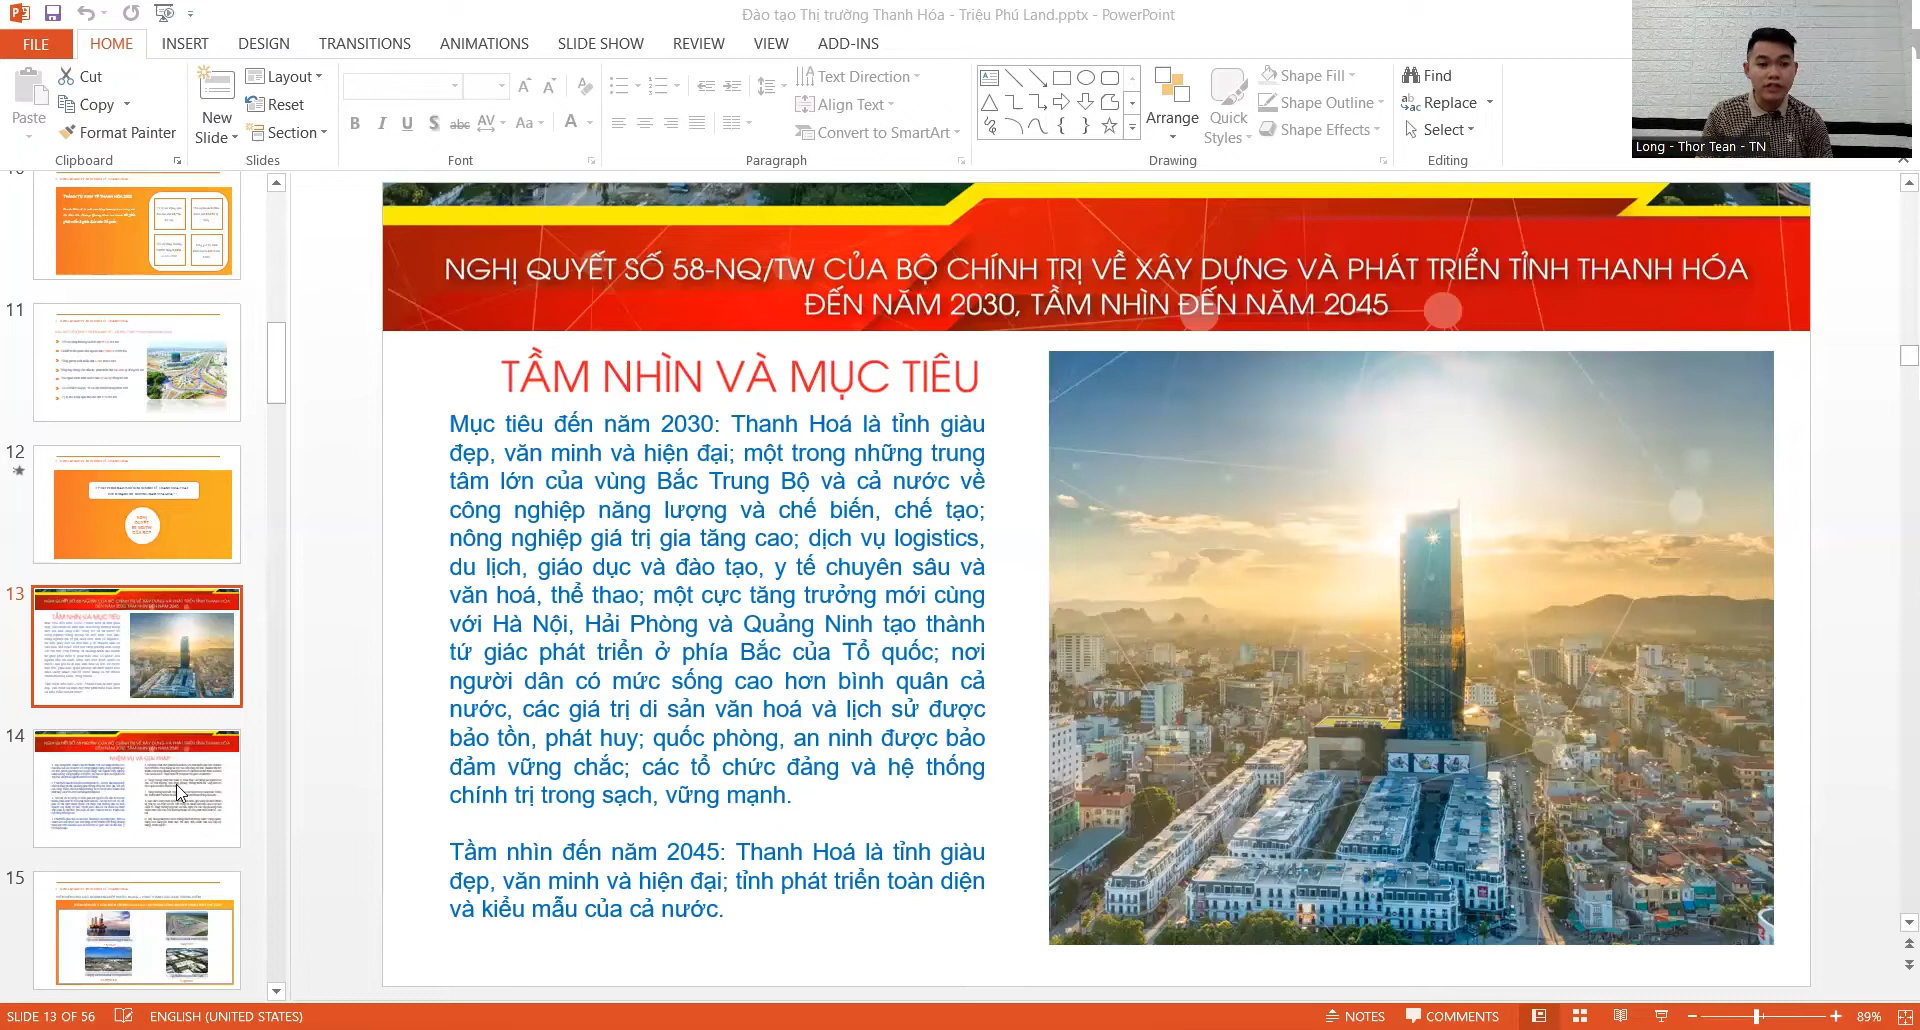 Đào tạo Thị trường Thanh Hóa - Triệu Phú Land.pptx - PowerPoint
FILE
HOME
INSERT
DESIGN
TRANSITIONS
ANIMATIONS
SLIDE SHOW
REVIEW
VIEW
ADD-INS
Paste
Cut
Copy
Format Painter
Clipboard
New
Slide
Layout
Reset
Section
Slides
Font
Text Direction
Align Text
Convert to SmartArt
Paragraph
Arrange
Quick
Styles
Shape Fill
Shape Outline
Shape Effects
Drawing
Find
Replace
Select
Editing
Long - Thor Tean - TN
11
12
13
14
15
NGHỊ QUYẾT SỐ 58-NQ/TW CỦA BỘ CHÍNH TRỊ VỀ XÂY DỰNG VÀ PHÁT TRIỂN TỈNH THANH HÓA
ĐẾN NĂM 2030, TẦM NHÌN ĐẾN NĂM 2045
TẦM NHÌN VÀ MỤC TIÊU
Mục tiêu đến năm 2030: Thanh Hoá là tỉnh giàu
đẹp, văn minh và hiện đại; một trong những trung
tâm lớn của vùng Bắc Trung Bộ và cả nước về
công nghiệp năng lượng và chế biến, chế tạo;
nông nghiệp giá trị gia tăng cao; dịch vụ logistics,
du lịch, giáo dục và đào tạo, y tế chuyên sâu và
văn hoá, thể thao; một cực tăng trưởng mới cùng
với Hà Nội, Hải Phòng và Quảng Ninh tạo thành
tứ giác phát triển ở phía Bắc của Tổ quốc; nơi
người dân có mức sống cao hơn bình quân cả
nước, các giá trị di sản văn hoá và lịch sử được
bảo tồn, phát huy; quốc phòng, an ninh được bảo
đảm vững chắc; các tổ chức đảng và hệ thống
chính trị trong sạch, vững mạnh.
Tầm nhìn đến năm 2045: Thanh Hoá là tỉnh giàu
đẹp, văn minh và hiện đại; tỉnh phát triển toàn diện
và kiểu mẫu của cả nước.
SLIDE 13 OF 56
ENGLISH (UNITED STATES)
NOTES
COMMENTS
89%